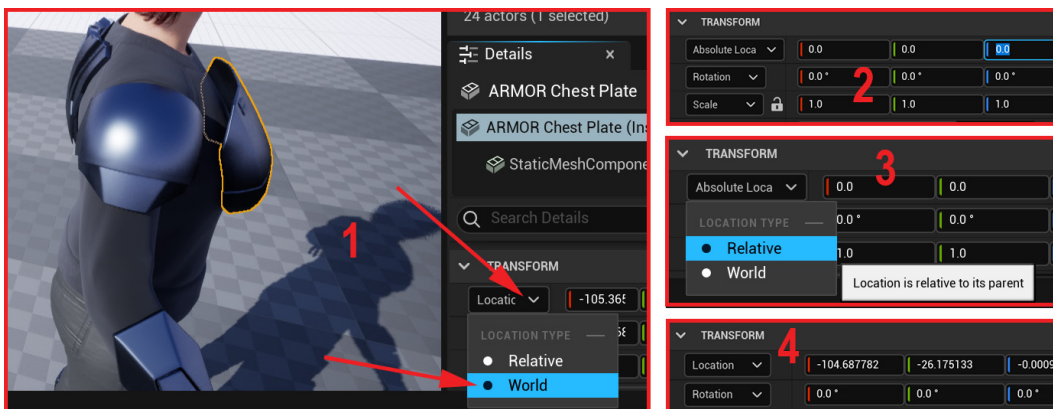 24 actors (1 selected)
Details
ARMOR Chest Plate
ARMOR Chest Plate (Ins
StaticMeshCompone
Search Details
TRANSFORM
Locatic
-105.365
LOCATION TYPE
Relative
World
1
TRANSFORM
Absolute Loca 0.0 0.0 0.0
Rotation 0.0 ° 0.0 ° 0.0 °
Scale 1.0 1.0 1.0
2
TRANSFORM
3
Absolute Loca 0.0 0.0
LOCATION TYPE 0.0 ° 0.0 °
Relative
1.0 1.0
World
Location is relative to its parent
TRANSFORM
4
Location -104.687782 -26.175133 -0.0009
Rotation 0.0 ° 0.0 ° 0.0 °